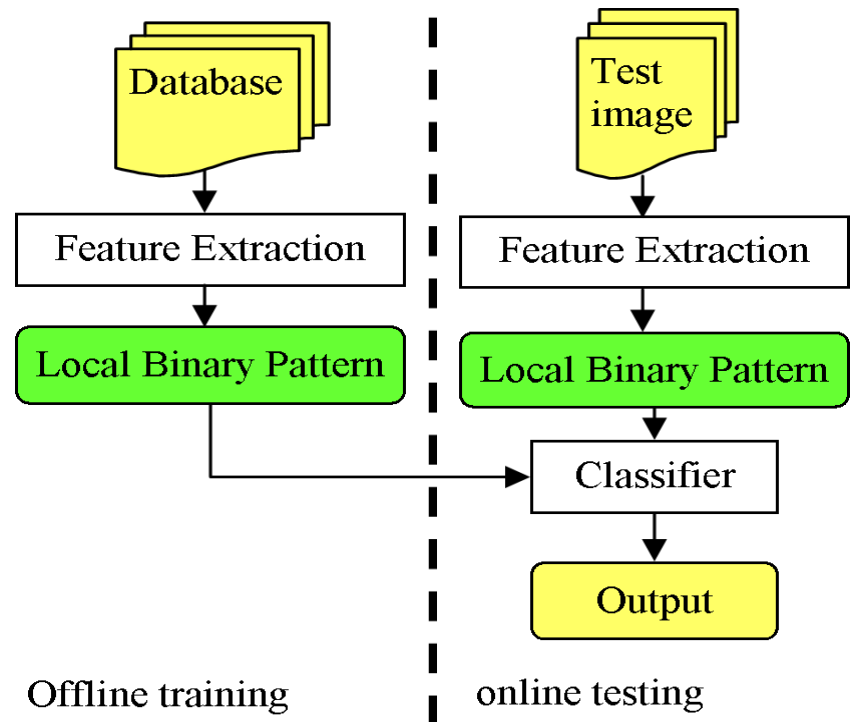 Database
Feature Extraction
Local Binary Pattern
Offline training
Test
image
Feature Extraction
Local Binary Pattern
Classifier
Output
online testing